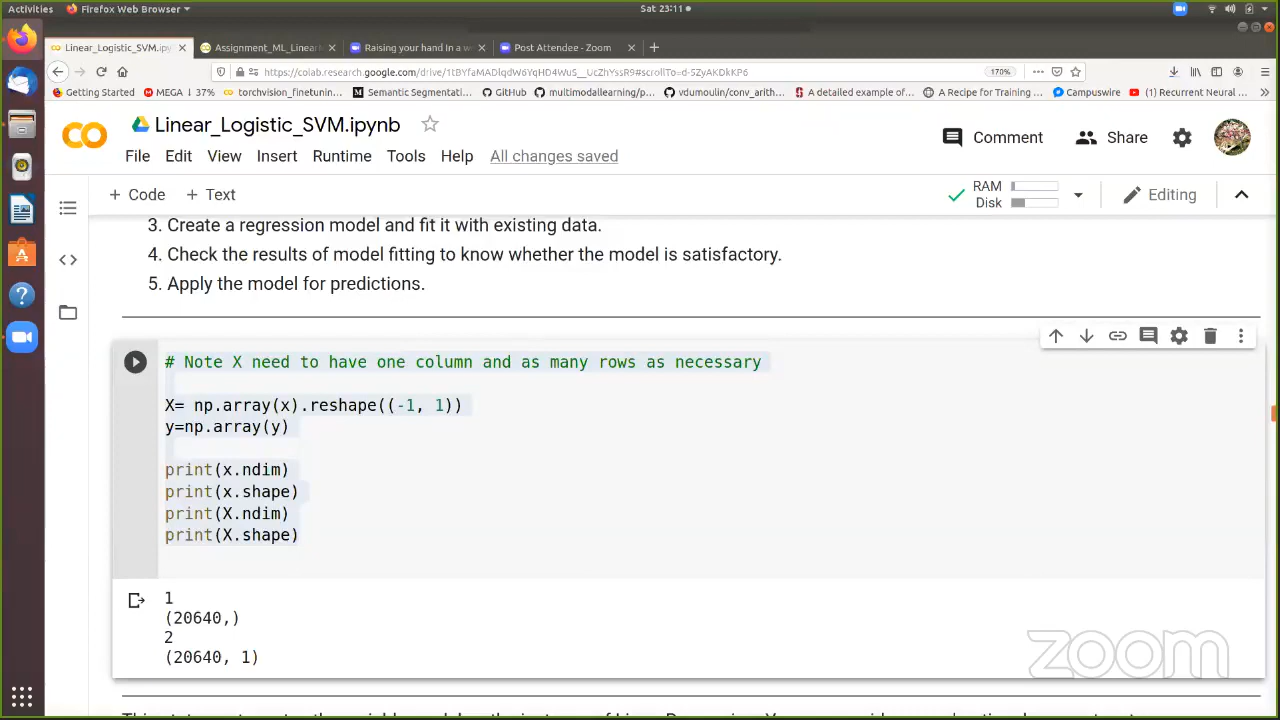 Activities
Firefox Web Browser
Sat 23:11
Linear_Logistic_SVM.ipyn
Assignment_ML_Linear
Raising your hand In a w
Post Attendee - Zoom
https://colab.research.google.com/drive/
170%
Getting Started
MEGA ↓ 37%
torchvision_finetunin...
Semantic Segmentati...
GitHub
multimodallearning/p...
vdumoulin/conv_arith...
A detailed example of ...
A Recipe for Training ...
Campuswire
(1) Recurrent Neural ...
Linear_Logistic_SVM.ipynb
Comment
Share
File Edit View Insert Runtime Tools Help All changes saved
+ Code + Text
RAM
Disk
Editing
3. Create a regression model and fit it with existing data.
4. Check the results of model fitting to know whether the model is satisfactory.
5. Apply the model for predictions.
# Note X need to have one column and as many rows as necessary
X= np.array(x).reshape((-1, 1))
y=np.array(y)
print(x.ndim)
print(x.shape)
print(X.ndim)
print(X.shape)
1
(20640,)
2
(20640, 1)
zoom